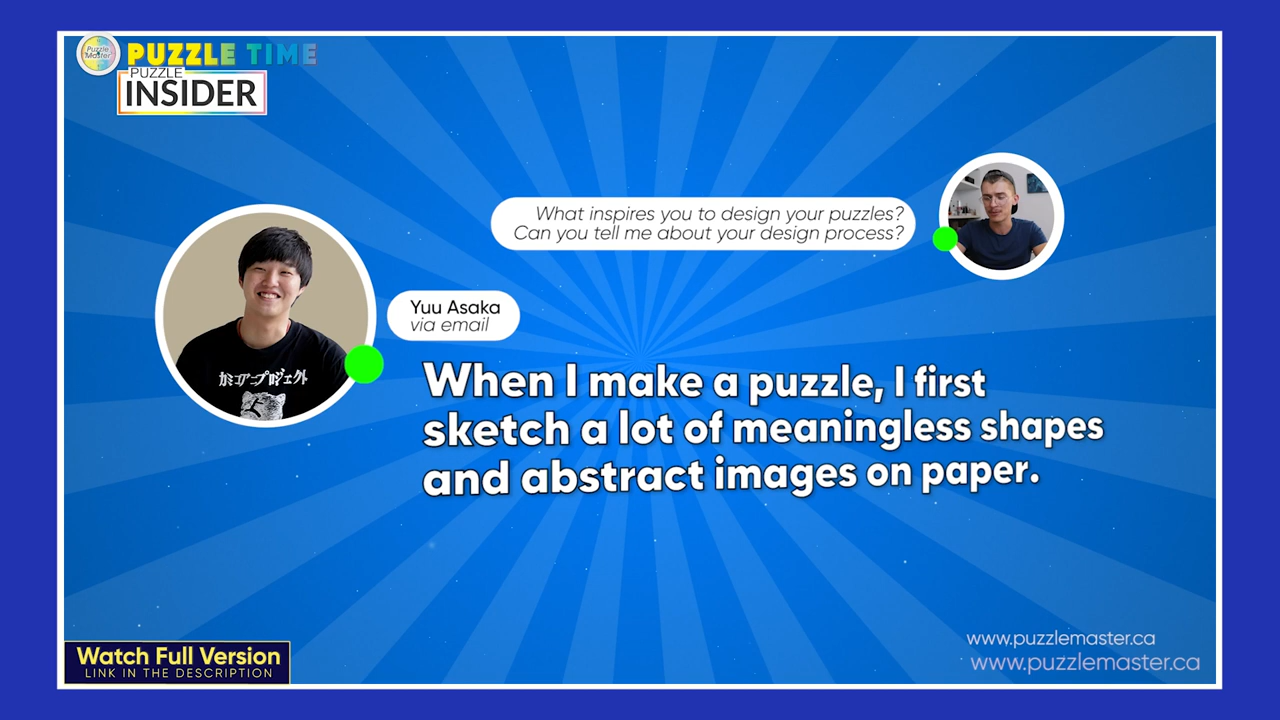 Puzzle
Master
PUZZLE TIME
PUZZLE
INSIDER
What inspires you to design your puzzles?
Can you tell me about your design process?
Yuu Asaka
via email
When I make a puzzle, I first
sketch a lot of meaningless shapes
and abstract images on paper.
Watch Full Version
LINK IN THE DESCRIPTION
www.puzzlemaster.ca
www.puzzlemaster.ca